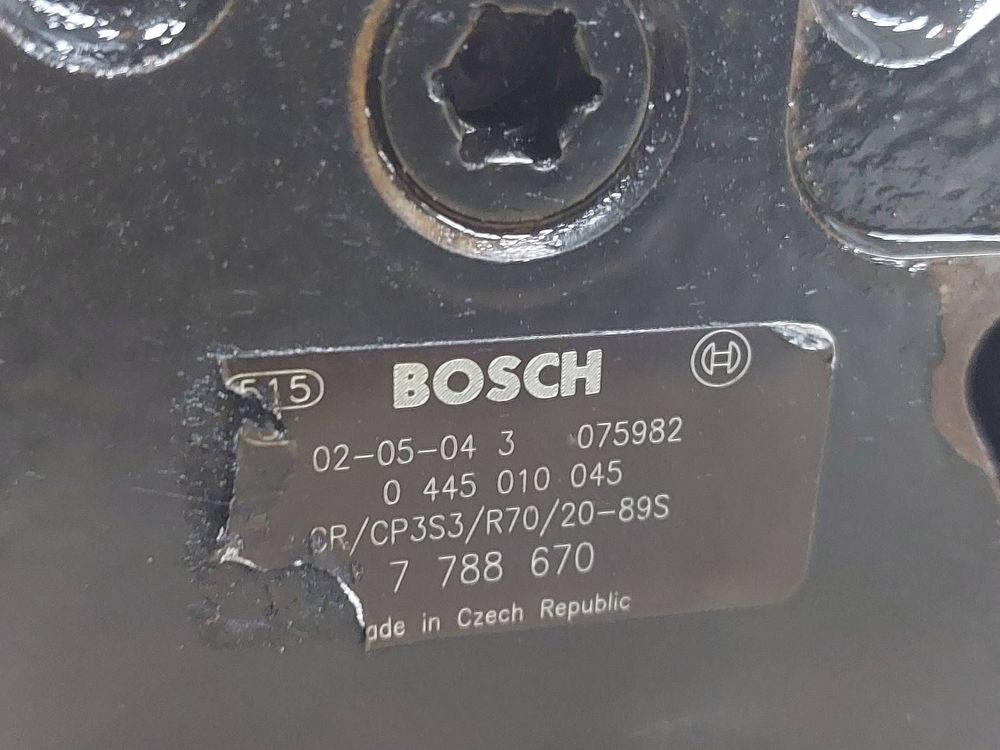 515 BOSCH
02-05-04 3 075982
0 445 010 045
CR/CP3S3/R70/20-89S
7 788 670
ade in Czech Republic